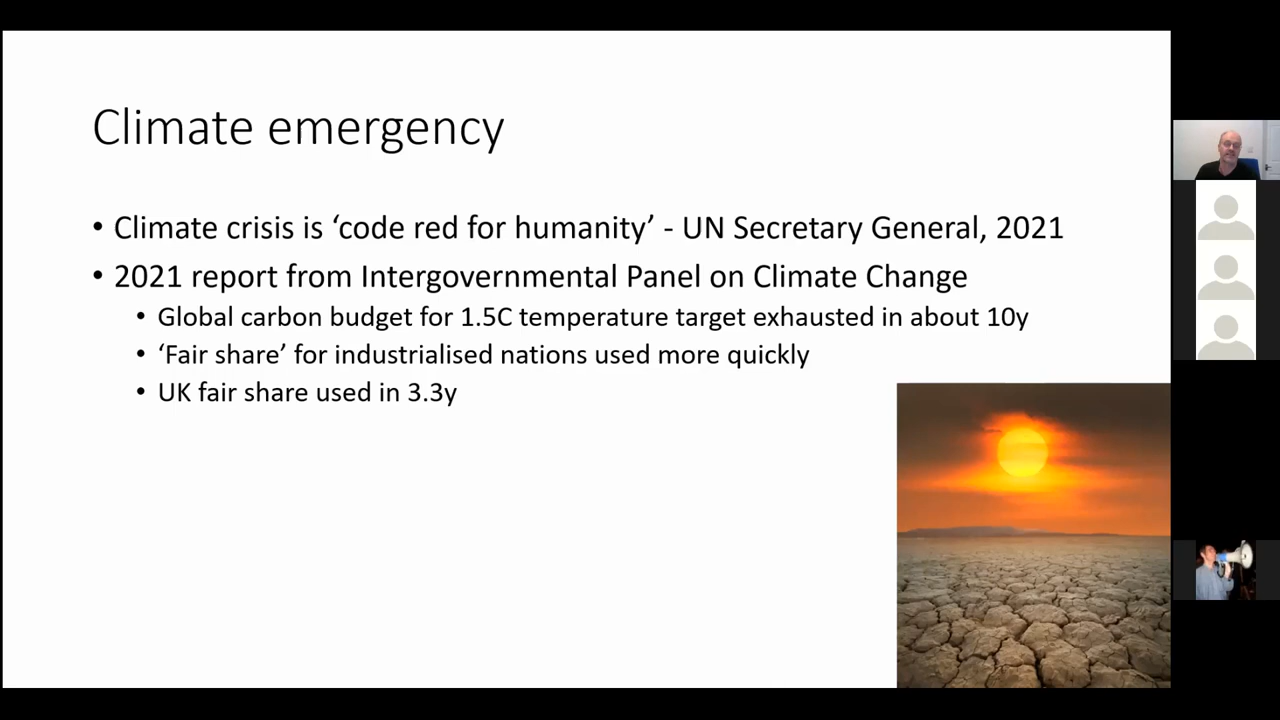 Climate emergency
• Climate crisis is ‘code red for humanity’ - UN Secretary General, 2021
• 2021 report from Intergovernmental Panel on Climate Change
• Global carbon budget for 1.5C temperature target exhausted in about 10y
• ‘Fair share’ for industrialised nations used more quickly
• UK fair share used in 3.3y